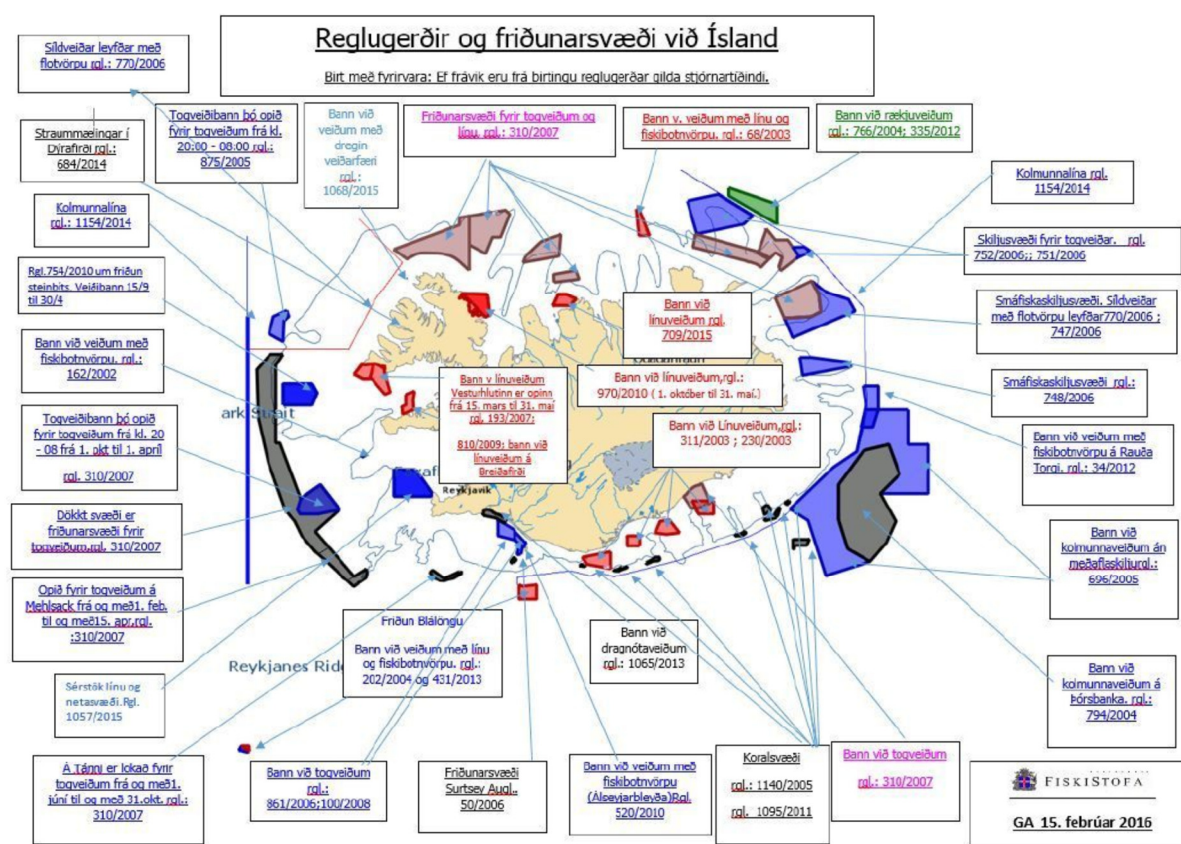 Reglugerðir og friðunarsvæði við Ísland
Birt með fyrirvara: Ef frávik eru frá birtingu reglugerðar gilda stjórnartíðindi.
Síldveiðar leyfðar með
flotvörpu rgl.: 770/2006
Straummælingar í
Dýrafirði rgl.:
684/2014
Togveiðibann þó opið
fyrir togveiðum frá kl.
20:00 - 08:00 rgl.:
875/2005
Bann við
veiðum með
dregin
veiðarfæri
rgl.:
1068/2015
Friðunarsvæði fyrir togveiðum og
línu. rgl.: 310/2007
Bann v. veiðum með línu og
fiskibotnvörpu. rgl.: 68/2003
Bann við rækjuveiðum
rgl.: 766/2004; 335/2012
Kolmunnalína rgl.
1154/2014
Kolmunnalína
rgl.: 1154/2014
Skiljusvæði fyrir togveiðar. rgl.
752/2006;; 751/2006
Rgl.754/2010 um friðun
steinbits. Veiðibann 15/9
til 30/4
Smáfiskaskiljusvæði. Síldveiðar
með flotvörpu leyfðar770/2006 ;
747/2006
Bann við
línuveiðum rgl.
709/2015
Bann við veiðum með
fiskibotnvörpu. rgl.:
162/2002
Bann v línuveiðum
Vesturhlutinn er opinn
frá 15. mars til 31. maí
rgl. 193/2007;
810/2009; bann við
línuveiðum á
Breiðafirði
Bann við línuveiðum,rgl.:
970/2010 ( 1. október til 31. maí.)
Smáfiskaskiljusvæði rgl.:
748/2006
Bann við Línuveiðum,rgl.:
311/2003 ; 230/2003
Togveiðibann þó opið
fyrir togveiðum frá kl. 20
- 08 frá 1. okt til 1. apríl
rgl. 310/2007
Bann við veiðum með
fiskibotnvörpu á Rauða
Torgi. rgl.: 34/2012
Reykjavik
Dökkt svæði er
friðunarsvæði fyrir
togveiðum,rgl. 310/2007
Bann við
kolmunnaveiðum án
meðaflaskiljurgl.:
696/2005
Opið fyrir togveiðum á
Mehlsack frá og með1. feb.
til og með15. apr.rgl.
:310/2007
Friðun Blálöngu
Bann við veiðum með línu
og fiskibotnvörpu. rgl.:
202/2004 og 431/2013
Bann við
dragnótaveiðum
rgl.: 1065/2013
Reykjanes Rid
Sérstök línu og
netasvæði.Rgl.
1057/2015
Bann við
kolmunnaveiðum á
Þórsbanka. rgl.:
794/2004
Á Tánni er lokað fyrir
togveiðum frá og með1.
júní til og með 31.okt. rgl.:
310/2007
Bann við togveiðum
rgl.:
861/2006;100/2008
Friðunarsvæði
Surtsey Augl..
50/2006
Bann við veiðum með
fiskibotnvörpu
(Álseyjarbleyða)Rgl.
520/2010
Koralsvæði
rgl.: 1140/2005
rgl. 1095/2011
Bann við togveiðum
rgl.: 310/2007
FISKISTOFA
GA 15. febrúar 2016